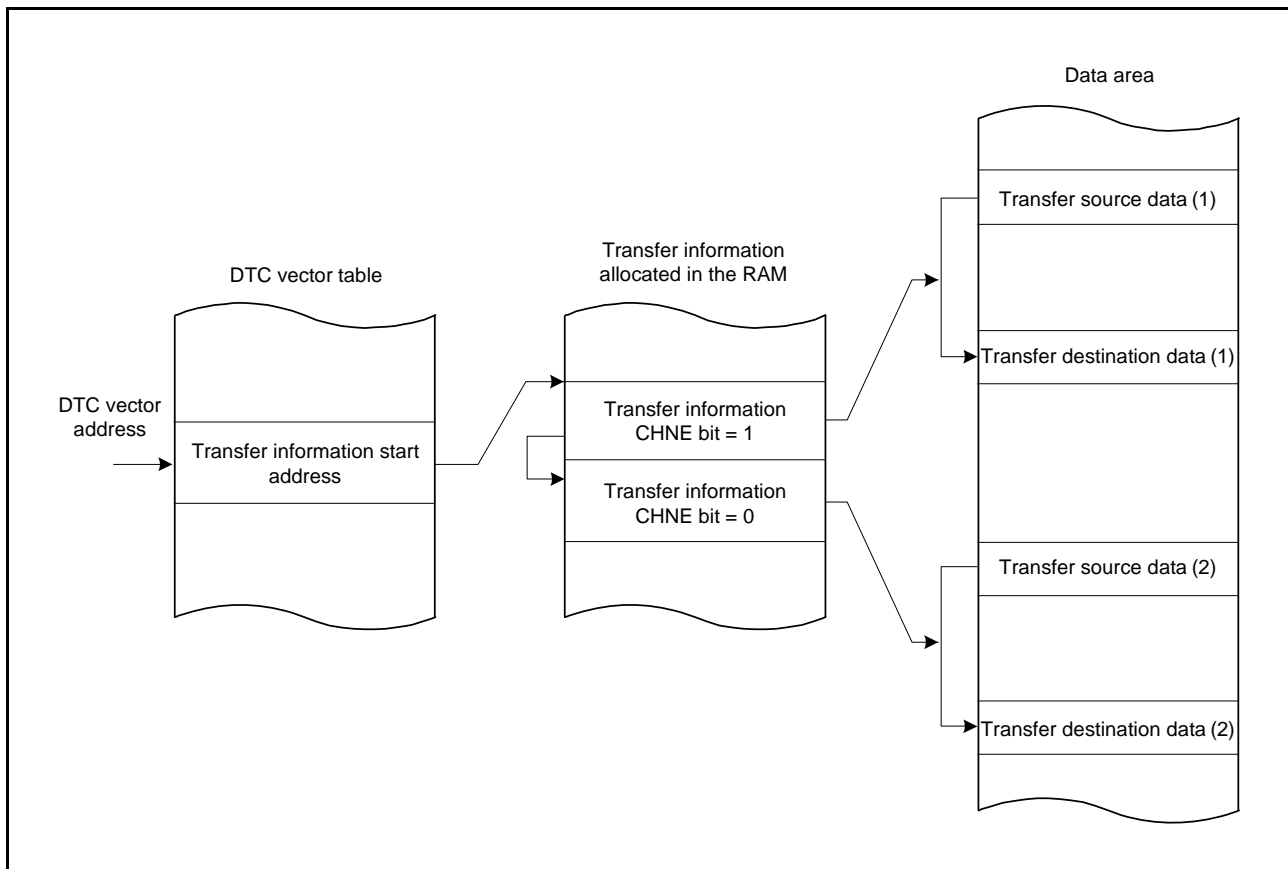 Data area
Transfer source data (1)
Transfer information
allocated in the RAM
DTC vector table
Transfer destination data (1)
DTC vector
address
Transfer information
CHNE bit = 1
Transfer information start
address
Transfer information
CHNE bit = 0
Transfer source data (2)
Transfer destination data (2)